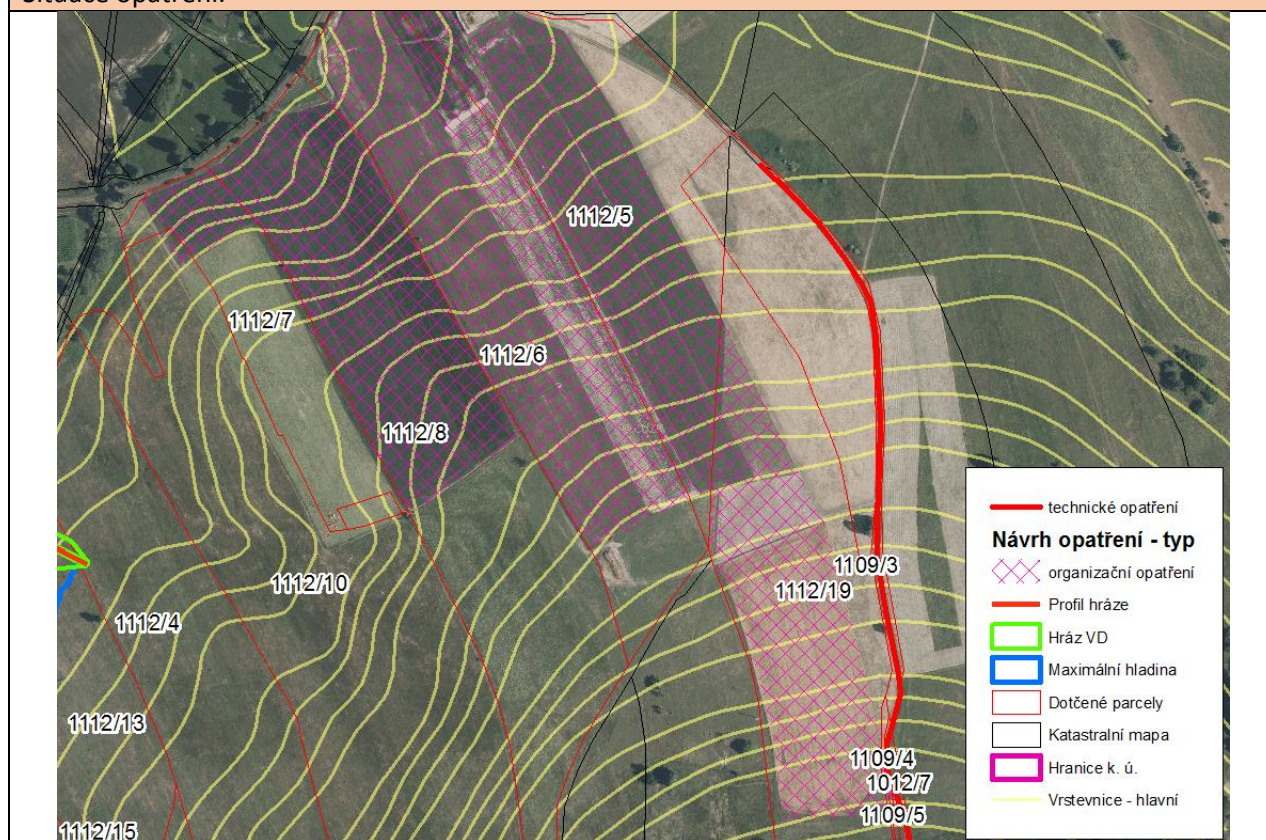 Situace opatření:
1112/5
1112/7
1112/6
1112/8
1109/3
1112/10
1112/19
1112/4
1112/13
1109/4
1012/7
1109/5
1112/15
technické opatření
Návrh opatření - typ
organizační opatření
Profil hráze
Hráz VD
Maximální hladina
Dotčené parcely
Katastralní mapa
Hranice k. ú.
Vrstevnice - hlavní